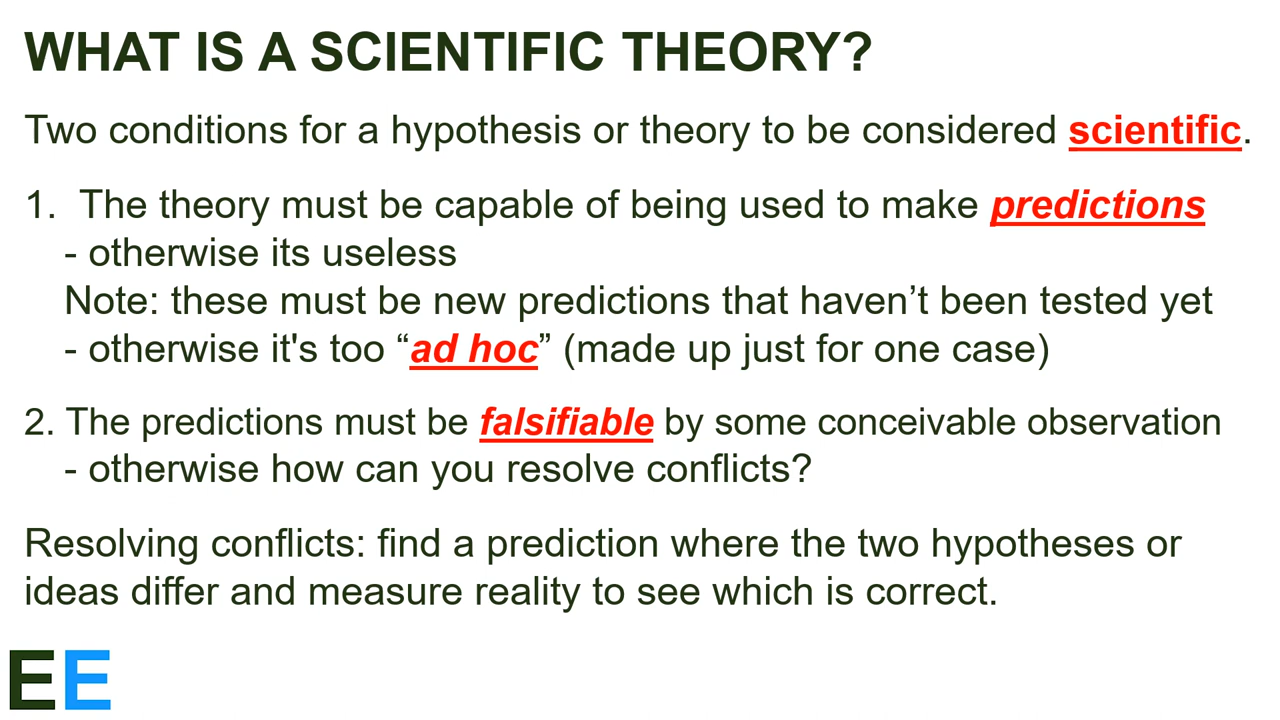 WHAT IS A SCIENTIFIC THEORY?
Two conditions for a hypothesis or theory to be considered scientific.
1. The theory must be capable of being used to make predictions
- otherwise its useless
Note: these must be new predictions that haven’t been tested yet
- otherwise it's too “ad hoc” (made up just for one case)
2. The predictions must be falsifiable by some conceivable observation
- otherwise how can you resolve conflicts?
Resolving conflicts: find a prediction where the two hypotheses or
ideas differ and measure reality to see which is correct.
EE